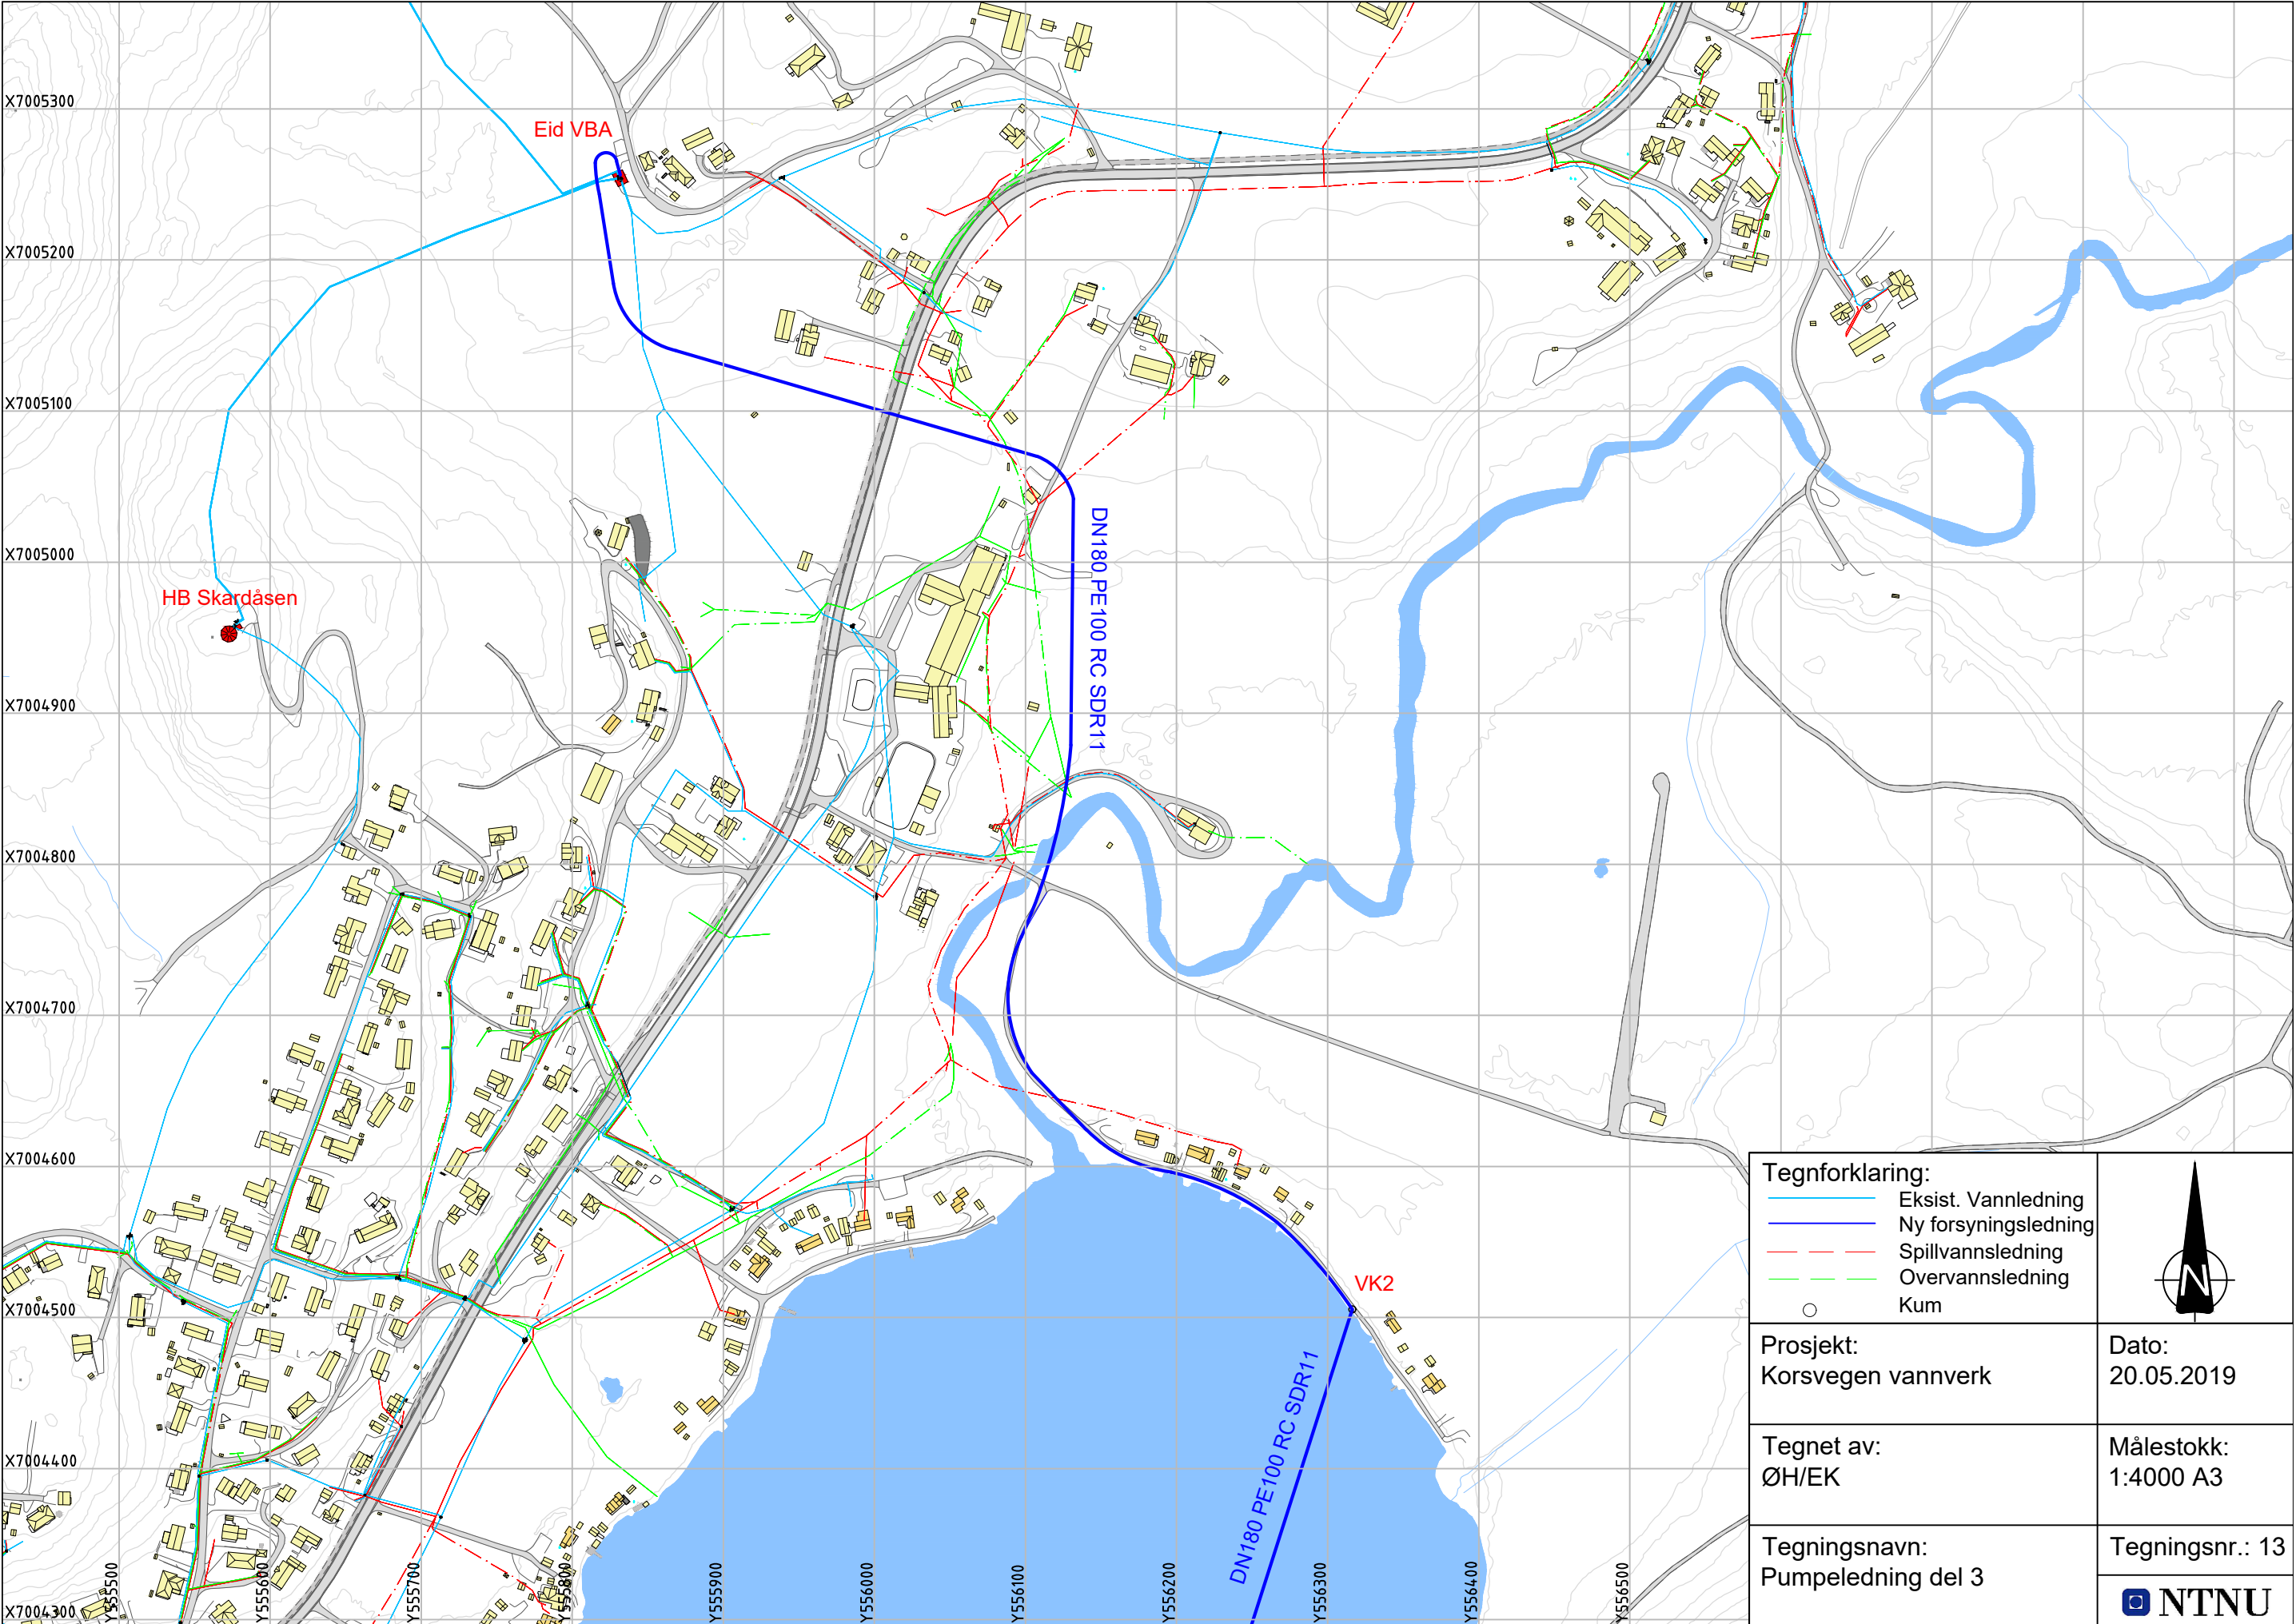 X7005300
Eid VBA
X7005200
X7005100
X7005000
HB Skardåsen
DN180 PE100 RC SDR11
X7004900
X7004800
X7004700
X7004600
X7004500
VK2
DN180 PE100 RC SDR11
X7004400
X7004300
Y555500
Y555600
Y555700
Y555800
Y555900
Y556000
Y556100
Y556200
Y556300
Y556400
Y556500
Tegnforklaring:
Eksist. Vannledning
Ny forsyningsledning
Spillvannsledning
Overvannsledning
Kum
N
Prosjekt:
Korsvegen vannverk
Dato:
20.05.2019
Tegnet av:
ØH/EK
Målestokk:
1:4000 A3
Tegningsnavn:
Pumpeledning del 3
Tegningsnr.: 13
NTNU